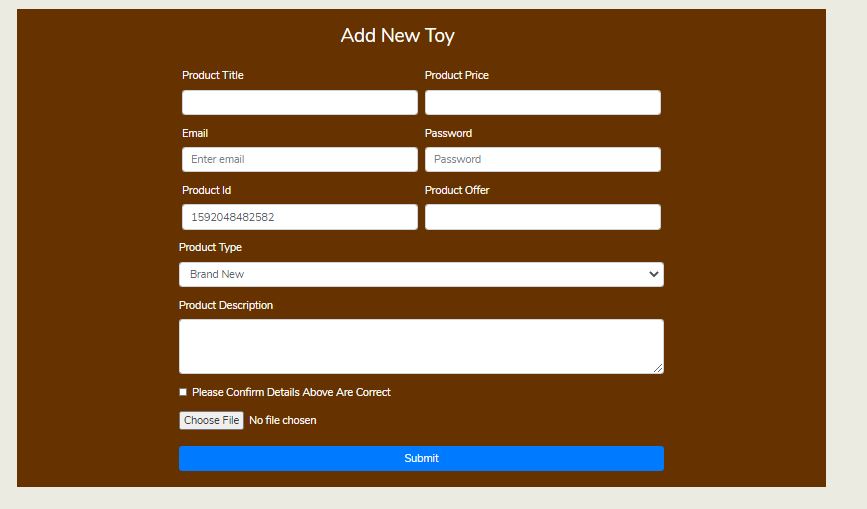 Add New Toy
Product Title Product Price
Email Password
Enter email Password
Product Id Product Offer
1592048482582
Product Type
Brand New
Product Description
Please Confirm Details Above Are Correct
Choose File No file chosen
Submit